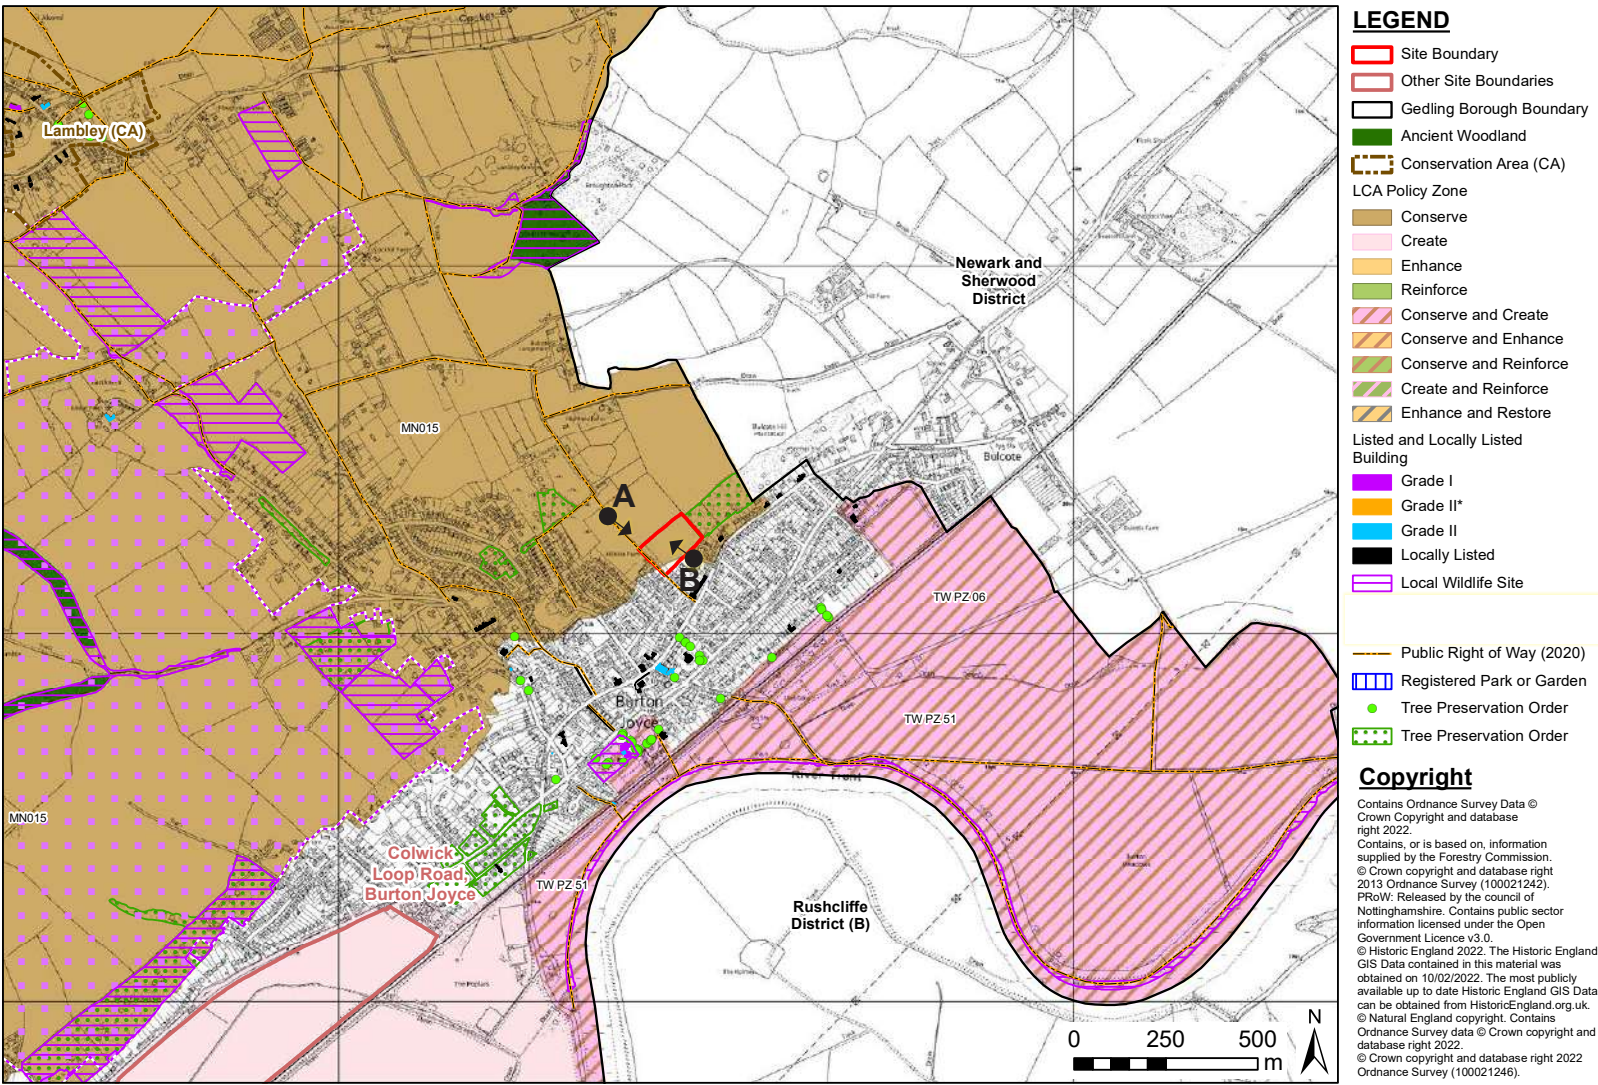 Lambley (CA)
Newark and
Sherwood
District
MN015
Bulcote
A
B
TW PZ 06
TW PZ 51
Burton
Joyce
River Trent
MN015
Colwick
Loop Road,
Burton Joyce
TW PZ 51
Rushcliffe
District (B)
The Poplars
N
0 250 500
m
LEGEND
Site Boundary
Other Site Boundaries
Gedling Borough Boundary
Ancient Woodland
Conservation Area (CA)
LCA Policy Zone
Conserve
Create
Enhance
Reinforce
Conserve and Create
Conserve and Enhance
Conserve and Reinforce
Create and Reinforce
Enhance and Restore
Listed and Locally Listed
Building
Grade I
Grade II*
Grade II
Locally Listed
Local Wildlife Site
Public Right of Way (2020)
Registered Park or Garden
Tree Preservation Order
Tree Preservation Order
Copyright
Contains Ordnance Survey Data ©
Crown Copyright and database
right 2022.
Contains, or is based on, information
supplied by the Forestry Commission.
© Crown copyright and database right
2013 Ordnance Survey (100021242).
PRoW: Released by the council of
Nottinghamshire. Contains public sector
information licensed under the Open
Government Licence v3.0.
© Historic England 2022. The Historic England
GIS Data contained in this material was
obtained on 10/02/2022. The most publicly
available up to date Historic England GIS Data
can be obtained from HistoricEngland.org.uk.
© Natural England copyright. Contains
Ordnance Survey data © Crown copyright and
database right 2022.
© Crown copyright and database right 2022
Ordnance Survey (100021246).